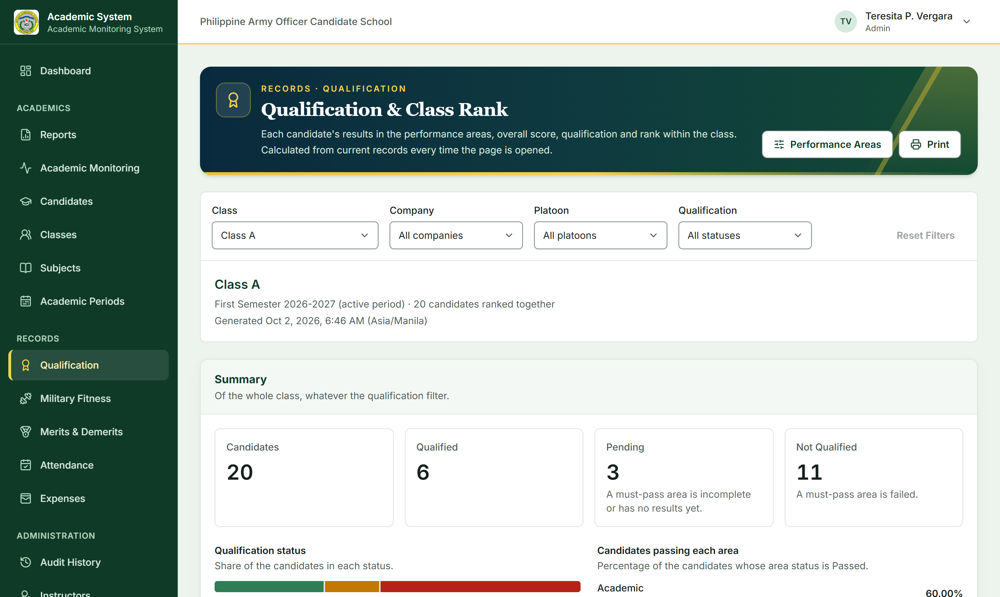 Academic System
Academic Monitoring System
Philippine Army Officer Candidate School
TV
Teresita P. Vergara
Admin
Dashboard
ACADEMICS
Reports
Academic Monitoring
Candidates
Classes
Subjects
Academic Periods
RECORDS
Qualification
Military Fitness
Merits & Demerits
Attendance
Expenses
ADMINISTRATION
Audit History
Instructors
RECORDS · QUALIFICATION
Qualification & Class Rank
Each candidate's results in the performance areas, overall score, qualification and rank within the class.
Calculated from current records every time the page is opened.
Performance Areas
Print
Class
Company
Platoon
Qualification
Class A
All companies
All platoons
All statuses
Reset Filters
Class A
First Semester 2026-2027 (active period) · 20 candidates ranked together
Generated Oct 2, 2026, 6:46 AM (Asia/Manila)
Summary
Of the whole class, whatever the qualification filter.
Candidates
20
Qualified
6
Pending
3
A must-pass area is incomplete
or has no results yet.
Not Qualified
11
A must-pass area is failed.
Qualification status
Share of the candidates in each status.
Candidates passing each area
Percentage of the candidates whose area status is Passed.
Academic
60.00%